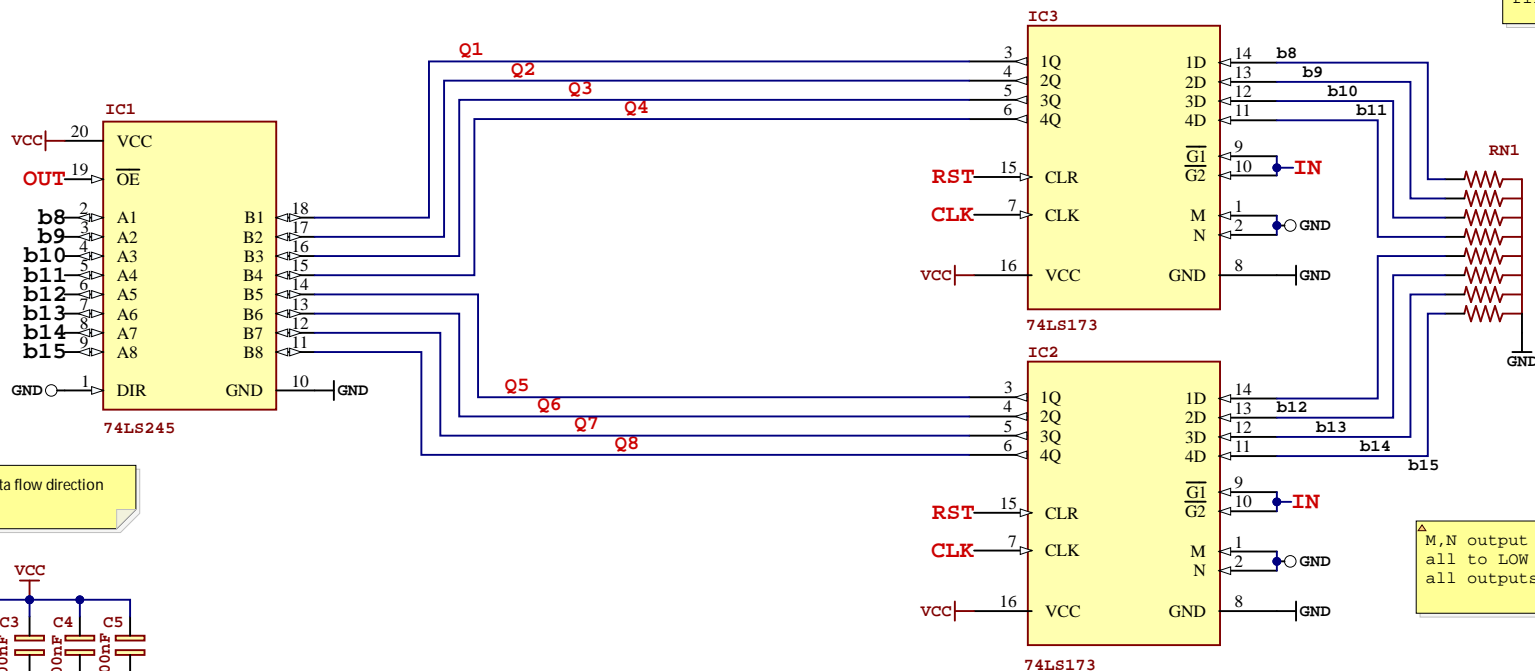 IC3
Q1
3
1Q
1D
14
b8
Q2
4
2Q
2D
13
b9
Q3
5
3Q
3D
12
b10
Q4
6
4Q
4D
11
b11
RST
15
CLR
G1
9
G2
10
IN
CLK
7
CLK
M
1
N
2
GND
VCC
16
VCC
GND
8
GND
74LS173
RN1
GND
IC1
VCC
20
VCC
OUT
19
OE
b8
2
A1
B1
18
b9
3
A2
B2
17
b10
4
A3
B3
16
b11
5
A4
B4
15
b12
6
A5
B5
14
b13
7
A6
B6
13
b14
8
A7
B7
12
b15
9
A8
B8
11
GND
1
DIR
GND
10
GND
74LS245
IC2
Q5
3
1Q
1D
14
b12
Q6
4
2Q
2D
13
b13
Q7
5
3Q
3D
12
b14
Q8
6
4Q
4D
11
b15
RST
15
CLR
G1
9
G2
10
IN
CLK
7
CLK
M
1
N
2
GND
VCC
16
VCC
GND
8
GND
74LS173
ta flow direction
M,N output
all to LOW
all outputs
VCC
C3
00nF
C4
00nF
C5
00nF